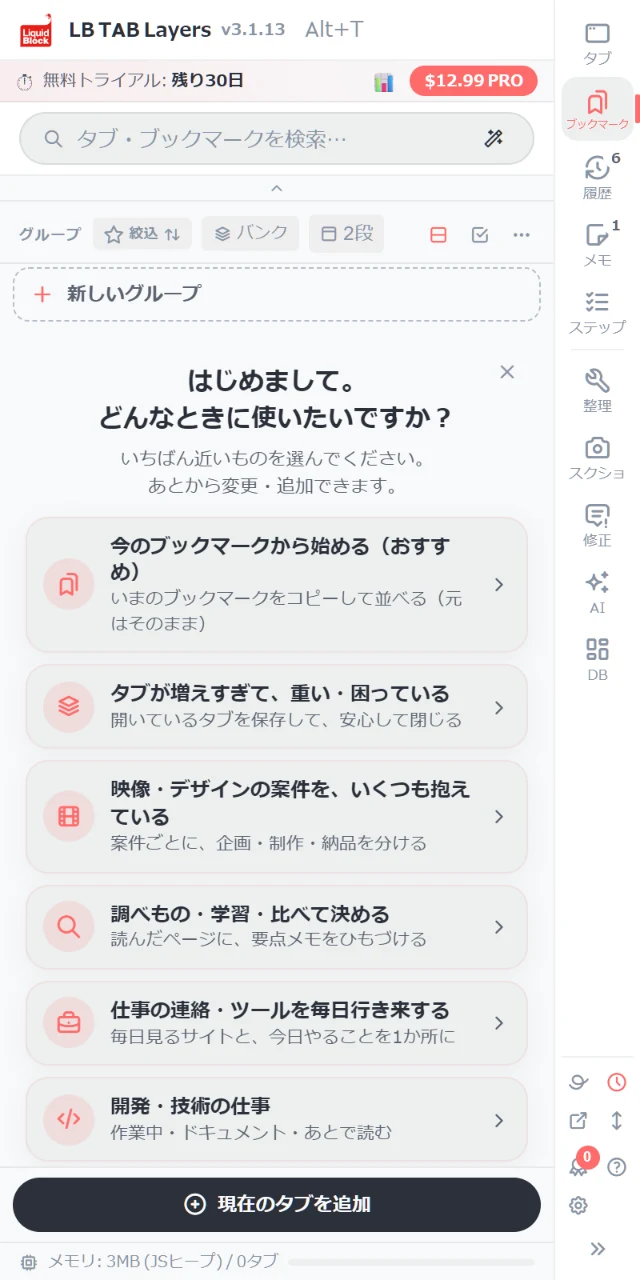 Liquid
Block
LB TAB Layers v3.1.13 Alt+T
無料トライアル: 残り30日
$12.99 PRO
タブ・ブックマークを検索…
グループ
絞込
バンク
2段
新しいグループ
はじめまして。
どんなときに使いたいですか？
いちばん近いものを選んでください。
あとから変更・追加できます。
今のブックマークから始める（おすす
め）
いまのブックマークをコピーして並べる（元
はそのまま）
タブが増えすぎて、重い・困っている
開いているタブを保存して、安心して閉じる
映像・デザインの案件を、いくつも抱え
ている
案件ごとに、企画・制作・納品を分ける
調べもの・学習・比べて決める
読んだページに、要点メモをひもづける
仕事の連絡・ツールを毎日行き来する
毎日見るサイトと、今日やることを1か所に
開発・技術の仕事
作業中・ドキュメント・あとで読む
現在のタブを追加
メモリ: 3MB (JSヒープ) / 0タブ
タブ
ブックマーク
6
履歴
1
メモ
ステップ
整理
スクショ
修正
AI
DB
0